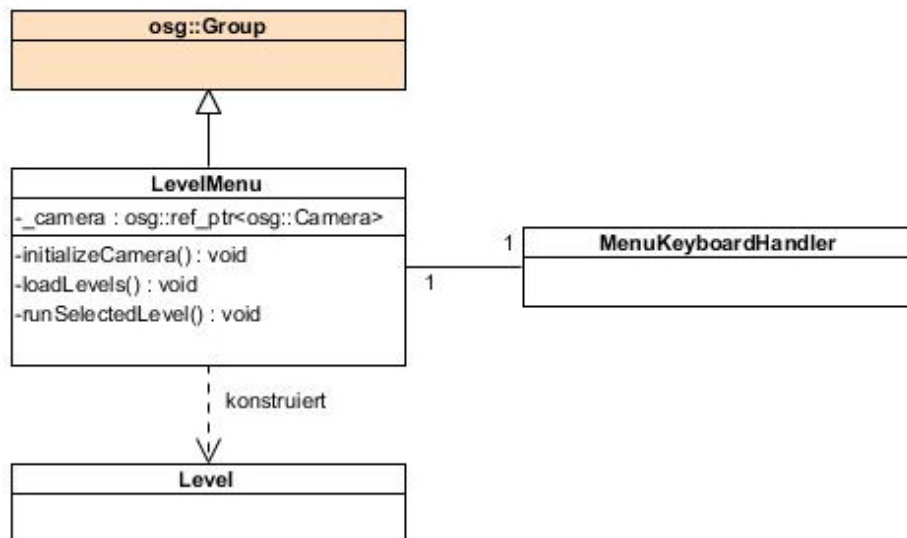 osg::Group
LevelMenu
-_camera : osg::ref_ptr<osg::Camera>
-initializeCamera() : void
-loadLevels() : void
-runSelectedLevel() : void
1
1
MenuKeyboardHandler
konstruiert
Level